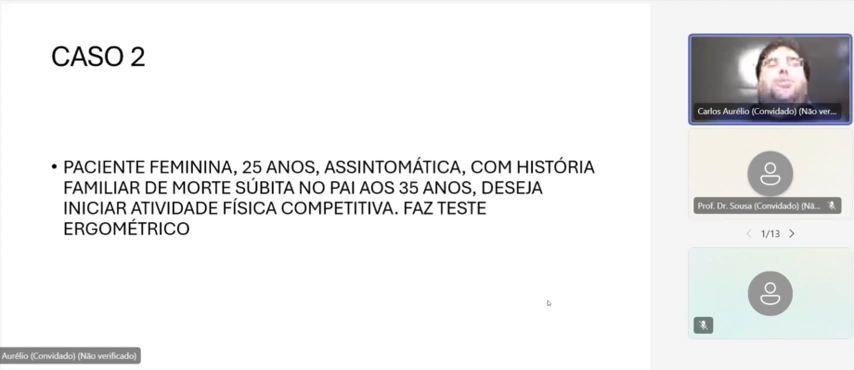 CASO 2
• PACIENTE FEMININA, 25 ANOS, ASSINTOMÁTICA, COM HISTÓRIA
FAMILIAR DE MORTE SÚBITA NO PAI AOS 35 ANOS, DESEJA
INICIAR ATIVIDADE FÍSICA COMPETITIVA. FAZ TESTE
ERGOMÉTRICO
Aurélio (Convidado) (Não verificado)
Carlos Aurélio (Convidado) (Não ver...
Prof. Dr. Sousa (Convidado) (Nã...
1/13